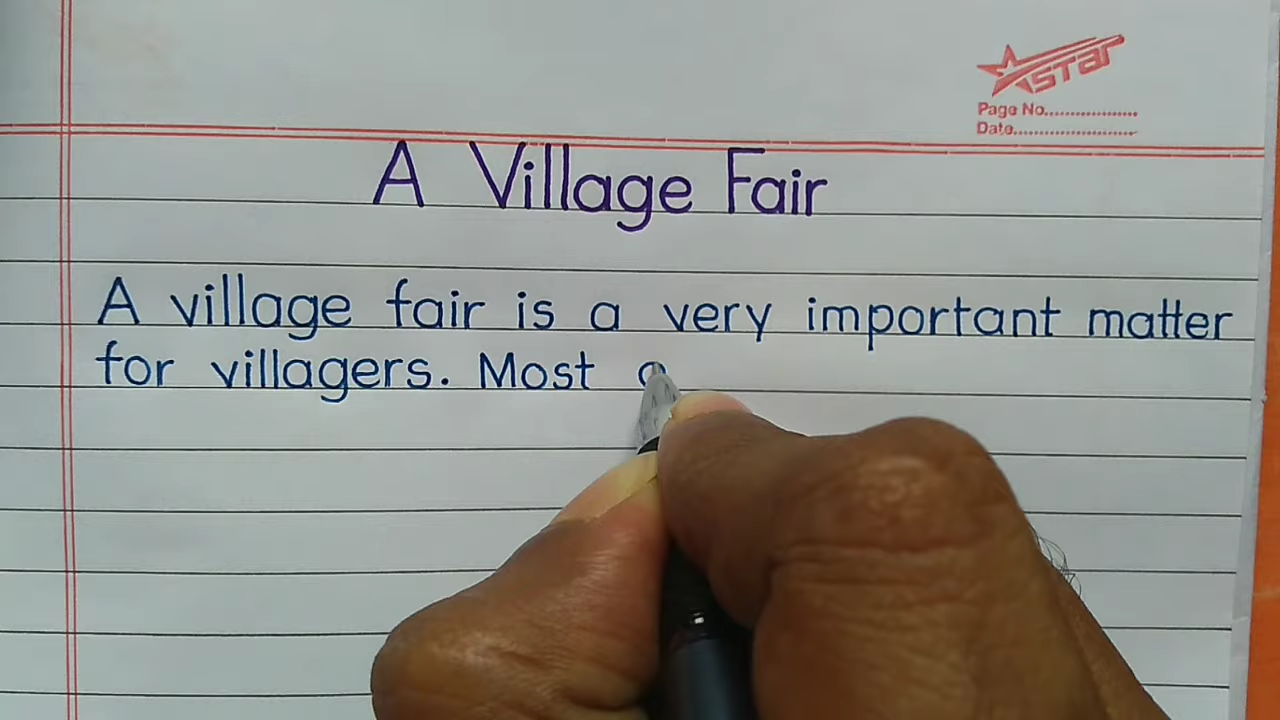 STAR
Page No.................
Date......................
A Village Fair
A village fair is a very important matter
for villagers. Most